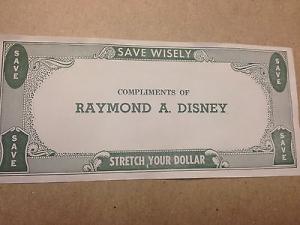 SAVE WISELY
SAVE
SAVE
COMPLIMENTS OF
RAYMOND A. DISNEY
SAVE
SAVE
STRETCH YOUR DOLLAR